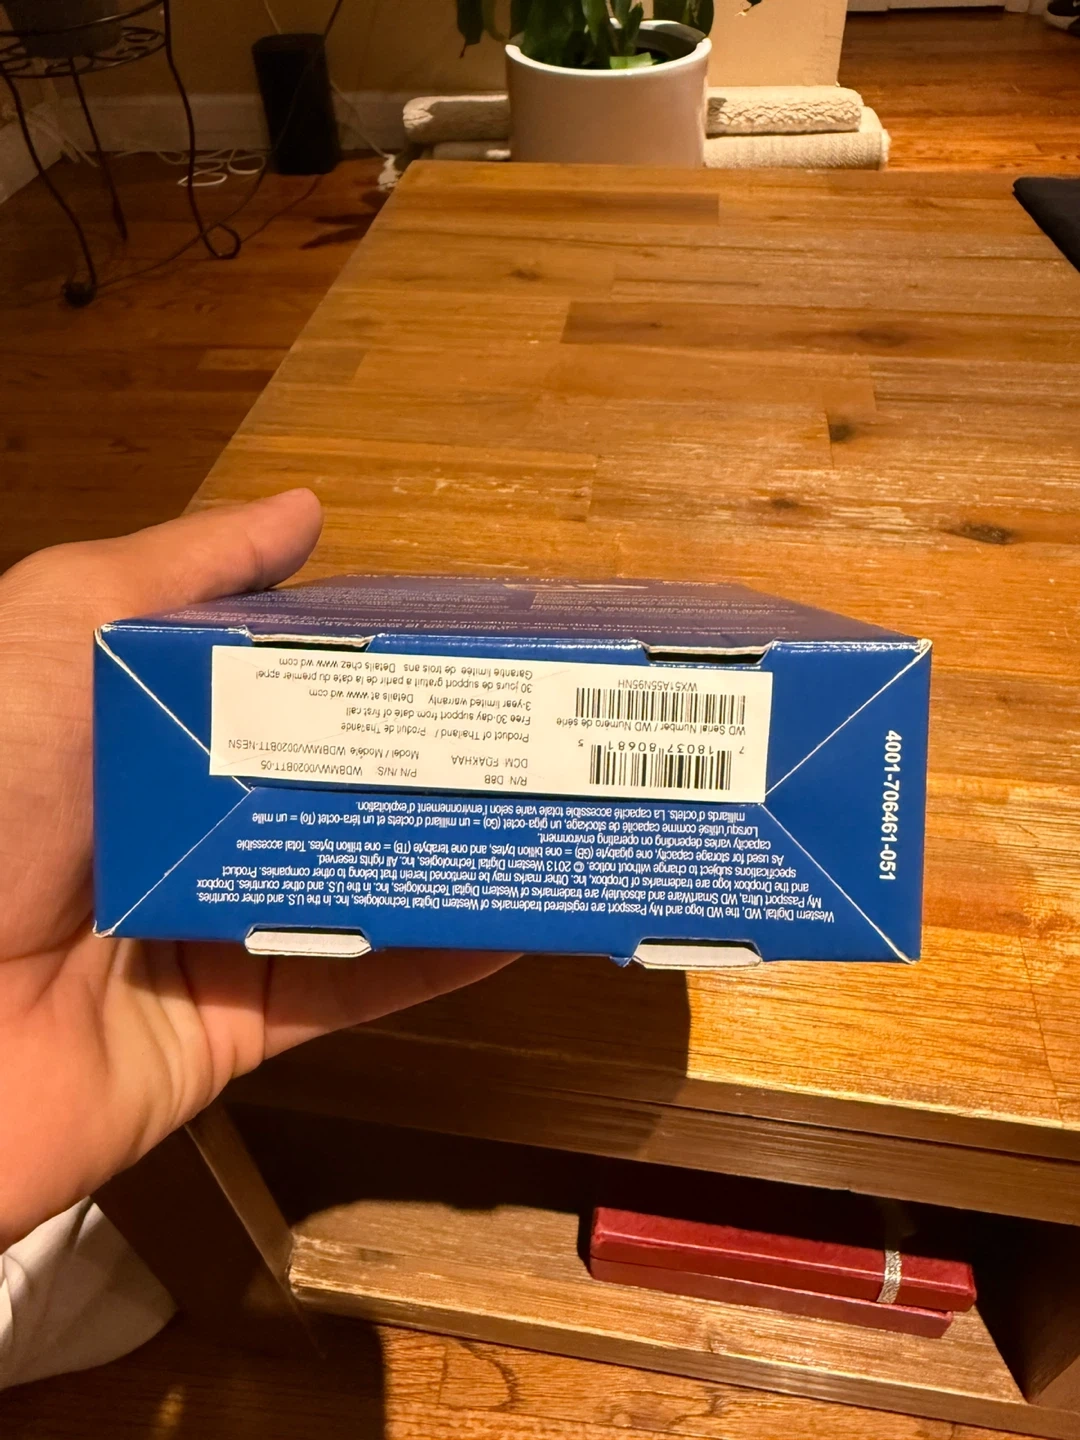 Western Digital, WD, the WD logo and My Passport are registered trademarks of Western Digital Technologies, Inc. in the U.S. and other countries.
My Passport Ultra, WD SmartWare and absolutely are trademarks of Western Digital Technologies, Inc. in the U.S. and other countries. Dropbox
and the Dropbox logo are trademarks of Dropbox, Inc. Other marks may be mentioned herein that belong to other companies. Product
specifications subject to change without notice. © 2013 Western Digital Technologies, Inc. All rights reserved.
As used for storage capacity, one gigabyte (GB) = one billion bytes, and one terabyte (TB) = one trillion bytes. Total accessible
capacity varies depending on operating environment.
Lorsqu'utilisé comme capacité de stockage, un giga-octet (Go) = un milliard d'octets et un téra-octet (To) = un mille
milliards d'octets. La capacité accessible totale varie selon l'environnement d'exploitation.
R/N D8B P/N /N/S WDBMWV0020BTT-05
DCM FDAKHAA Model / Modèle WDBMWV0020BTT-NESN
Product of Thailand / Produit de Thaïlande
Free 30-day support from date of first call
3-year limited warranty Details at www wd com
30 jours de support gratuit à partir de la date du premier appel
Garantie limitée de trois ans Détails chez www wd com
7 18037 80681 5
WD Serial Number / WD Numéro de série
WX51A55N95NH
4001-706461-051